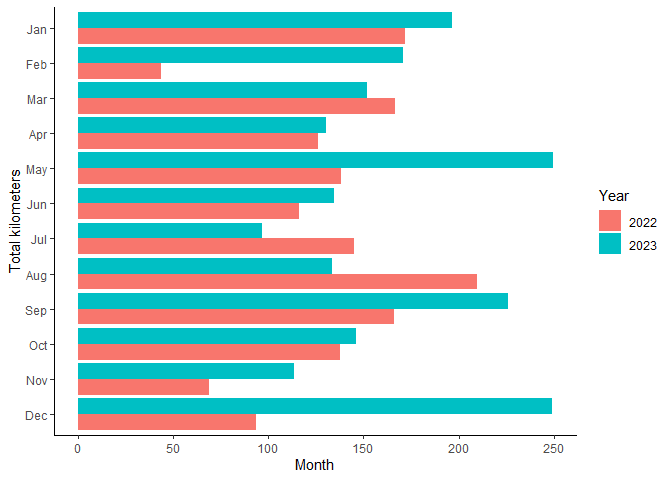 Jan
Feb
Mar
Apr
May
Jun
Jul
Aug
Sep
Oct
Nov
Dec
Total kilometers
0 50 100 150 200 250
Month
Year
2022
2023